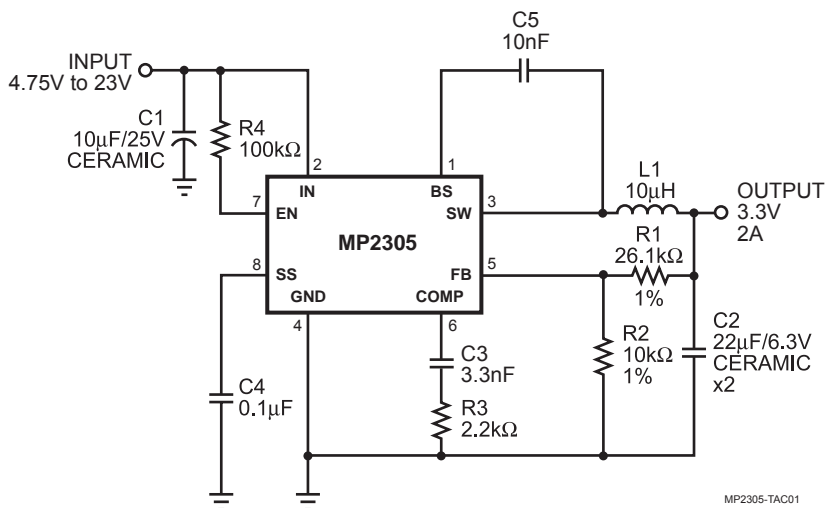 C5
10nF
INPUT
4.75V to 23V
C1
10μF/25V
CERAMIC
R4
100kΩ
2
1
IN
BS
L1
10μH
OUTPUT
3.3V
2A
7
EN
SW
3
MP2305
R1
26.1kΩ
1%
8
SS
FB
5
GND
COMP
4
6
C3
3.3nF
R2
10kΩ
1%
C2
22μF/6.3V
CERAMIC
x2
C4
0.1μF
R3
2.2kΩ
MP2305-TAC01